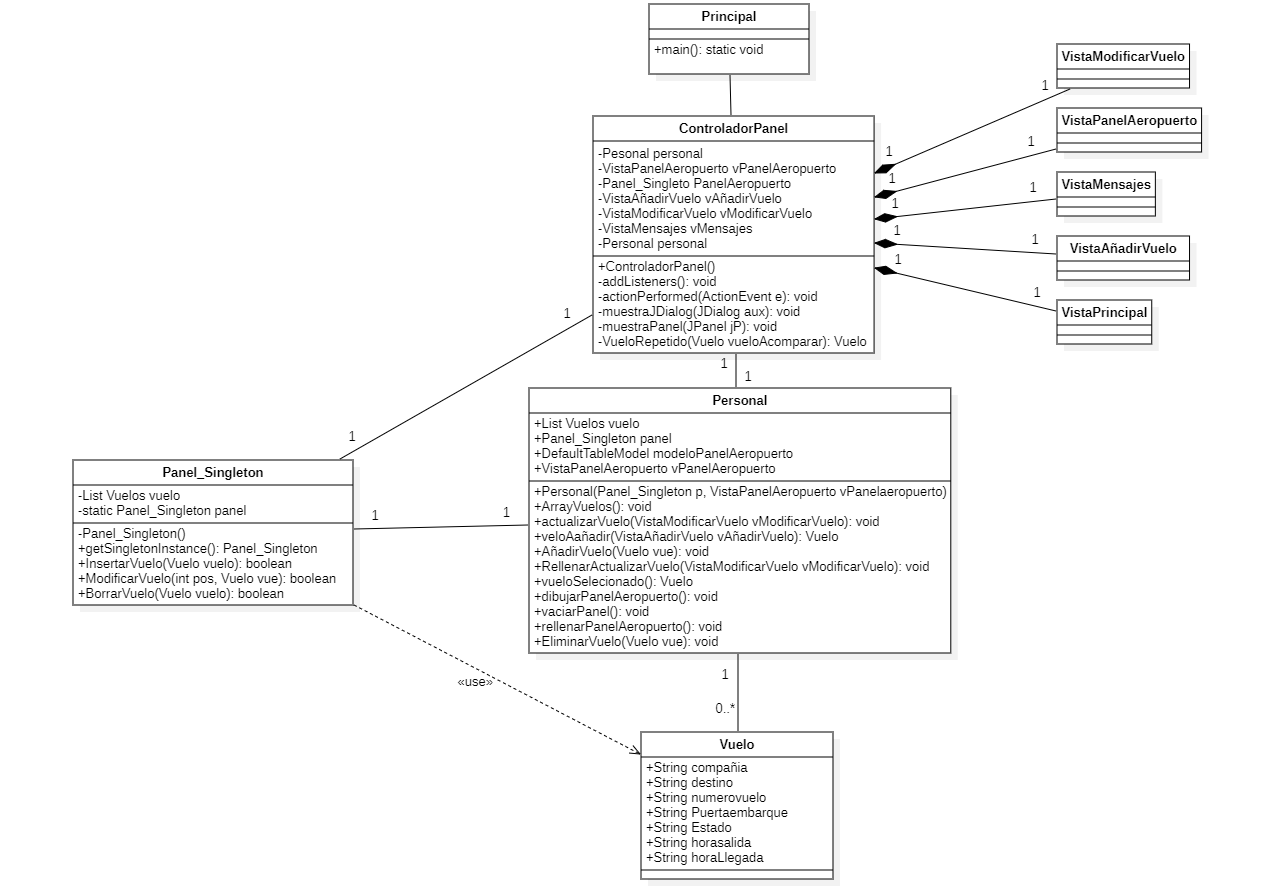 Principal
+main(): static void
VistaModificarVuelo
1
VistaPanelAeropuerto
1
VistaMensajes
1
VistaAñadirVuelo
1
VistaPrincipal
1
ControladorPanel
-Pesonal personal
-VistaPanelAeropuerto vPanelAeropuerto
-Panel_Singleto PanelAeropuerto
-VistaAñadirVuelo vAñadirVuelo
-VistaModificarVuelo vModificarVuelo
-VistaMensajes vMensajes
-Personal personal
+ControladorPanel()
-addListeners(): void
-actionPerformed(ActionEvent e): void
-muestraJDialog(JDialog aux): void
-muestraPanel(JPanel jP): void
-VueloRepetido(Vuelo vueloAcomparar): Vuelo
1
1
1
1
1
1
1
1
1
Personal
+List Vuelos vuelo
+Panel_Singleton panel
+DefaultTableModel modeloPanelAeropuerto
+VistaPanelAeropuerto vPanelAeropuerto
+Personal(Panel_Singleton p, VistaPanelAeropuerto vPanelaeropuerto)
+ArrayVuelos(): void
+actualizarVuelo(VistaModificarVuelo vModificarVuelo): void
+veloAañadir(VistaAñadirVuelo vAñadirVuelo): Vuelo
+AñadirVuelo(Vuelo vue): void
+RellenarActualizarVuelo(VistaModificarVuelo vModificarVuelo): void
+vueloSelecionado(): Vuelo
+dibujarPanelAeropuerto(): void
+vaciarPanel(): void
+rellenarPanelAeropuerto(): void
+EliminarVuelo(Vuelo vue): void
Panel_Singleton
-List Vuelos vuelo
-static Panel_Singleton panel
-Panel_Singleton()
+getSingletonInstance(): Panel_Singleton
+InsertarVuelo(Vuelo vuelo): boolean
+ModificarVuelo(int pos, Vuelo vue): boolean
+BorrarVuelo(Vuelo vuelo): boolean
1
1
«use»
1
0..*
Vuelo
+String compañia
+String destino
+String numerovuelo
+String Puertaembarque
+String Estado
+String horasalida
+String horaLlegada